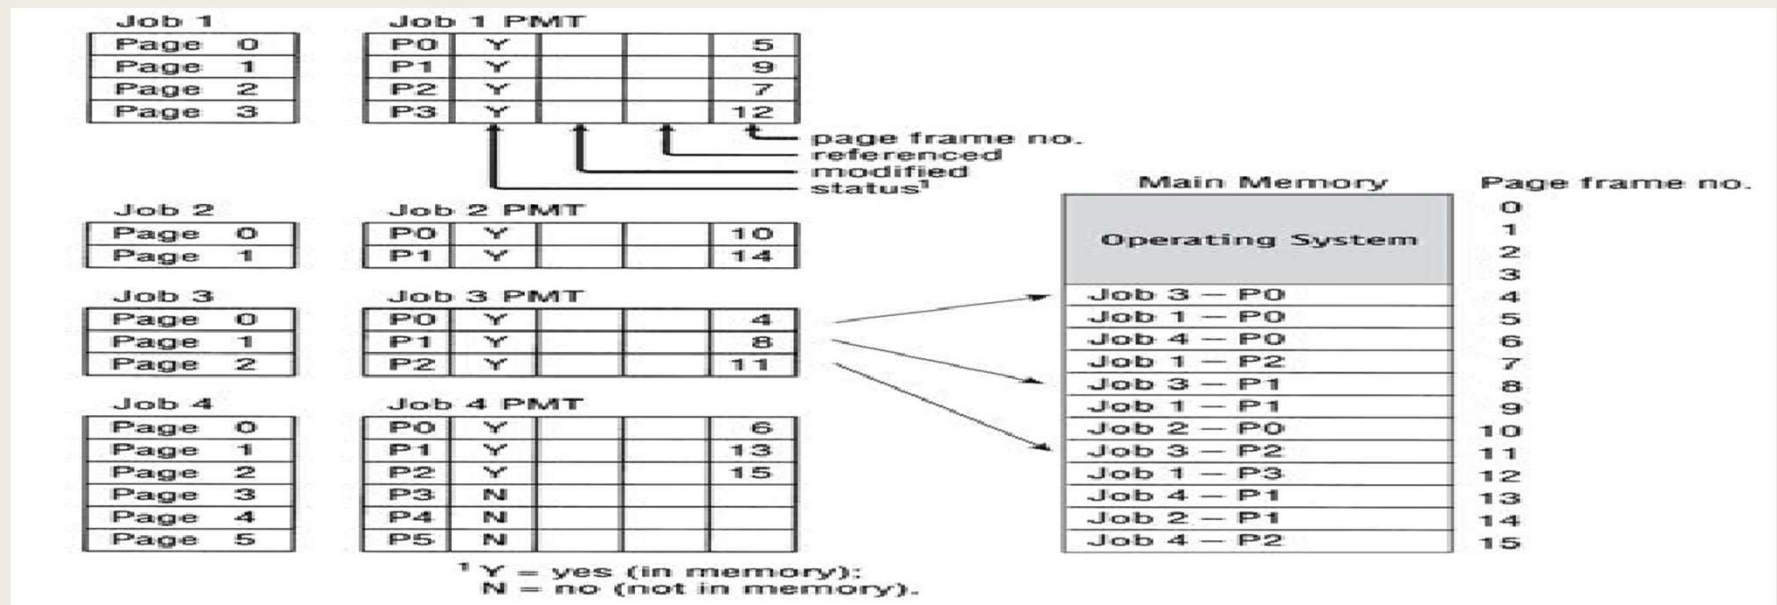 Job 1
Page 0
Page 1
Page 2
Page 3
Job 1 PMT
P0 Y 5
P1 Y 9
P2 Y 7
P3 Y 12
page frame no.
referenced
modified
status¹
Job 2
Page 0
Page 1
Job 2 PMT
P0 Y 10
P1 Y 14
Job 3
Page 0
Page 1
Page 2
Job 3 PMT
P0 Y 4
P1 Y 8
P2 Y 11
Job 4
Page 0
Page 1
Page 2
Page 3
Page 4
Page 5
Job 4 PMT
P0 Y 6
P1 Y 13
P2 Y 15
P3 N
P4 N
P5 N
¹ Y = yes (in memory);
N = no (not in memory).
Main Memory Page frame no.
0
Operating System 1
2
3
Job 3 – P0 4
Job 1 – P0 5
Job 4 – P0 6
Job 1 – P2 7
Job 3 – P1 8
Job 1 – P1 9
Job 2 – P0 10
Job 3 – P2 11
Job 1 – P3 12
Job 4 – P1 13
Job 2 – P1 14
Job 4 – P2 15